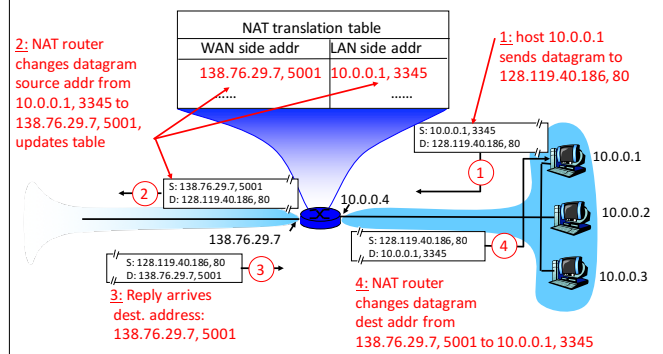 NAT translation table
WAN side addr LAN side addr
138.76.29.7, 5001 10.0.0.1, 3345
...... ......
2: NAT router
changes datagram
source addr from
10.0.0.1, 3345 to
138.76.29.7, 5001,
updates table
1: host 10.0.0.1
sends datagram to
128.119.40.186, 80
S: 10.0.0.1, 3345
D: 128.119.40.186, 80
1
10.0.0.1
S: 138.76.29.7, 5001
D: 128.119.40.186, 80
2
10.0.0.4
10.0.0.2
138.76.29.7
S: 128.119.40.186, 80
D: 10.0.0.1, 3345
4
S: 128.119.40.186, 80
D: 138.76.29.7, 5001
3
10.0.0.3
3: Reply arrives
dest. address:
138.76.29.7, 5001
4: NAT router
changes datagram
dest addr from
138.76.29.7, 5001 to 10.0.0.1, 3345